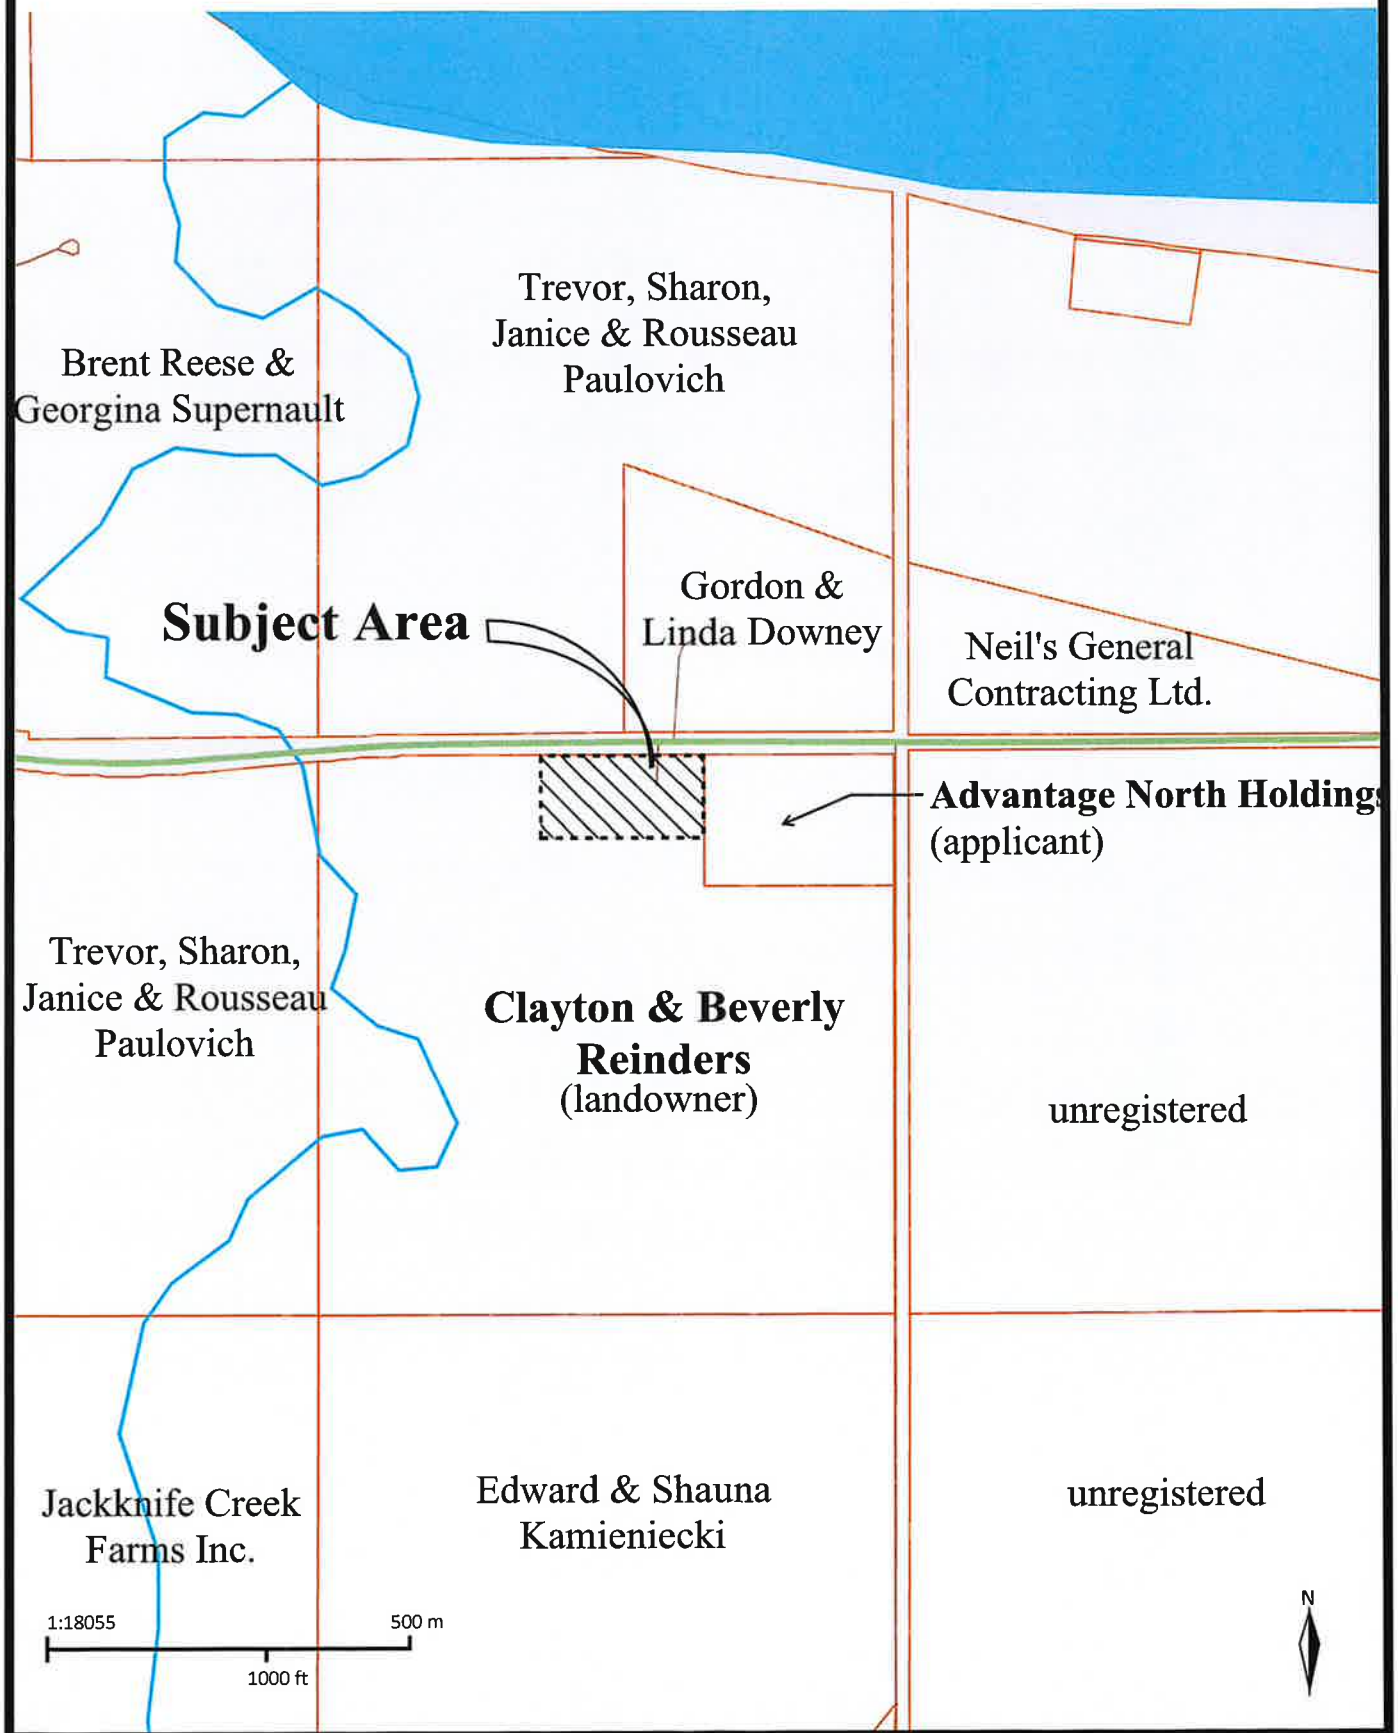 Trevor, Sharon,
Janice & Rousseau
Paulovich
Brent Reese &
Georgina Supernault
Subject Area
Gordon &
Linda Downey
Neil's General
Contracting Ltd.
Advantage North Holdings
(applicant)
Trevor, Sharon,
Janice & Rousseau
Paulovich
Clayton & Beverly
Reinders
(landowner)
unregistered
Jackknife Creek
Farms Inc.
Edward & Shauna
Kamieniecki
unregistered
1:18055
500 m
1000 ft
N